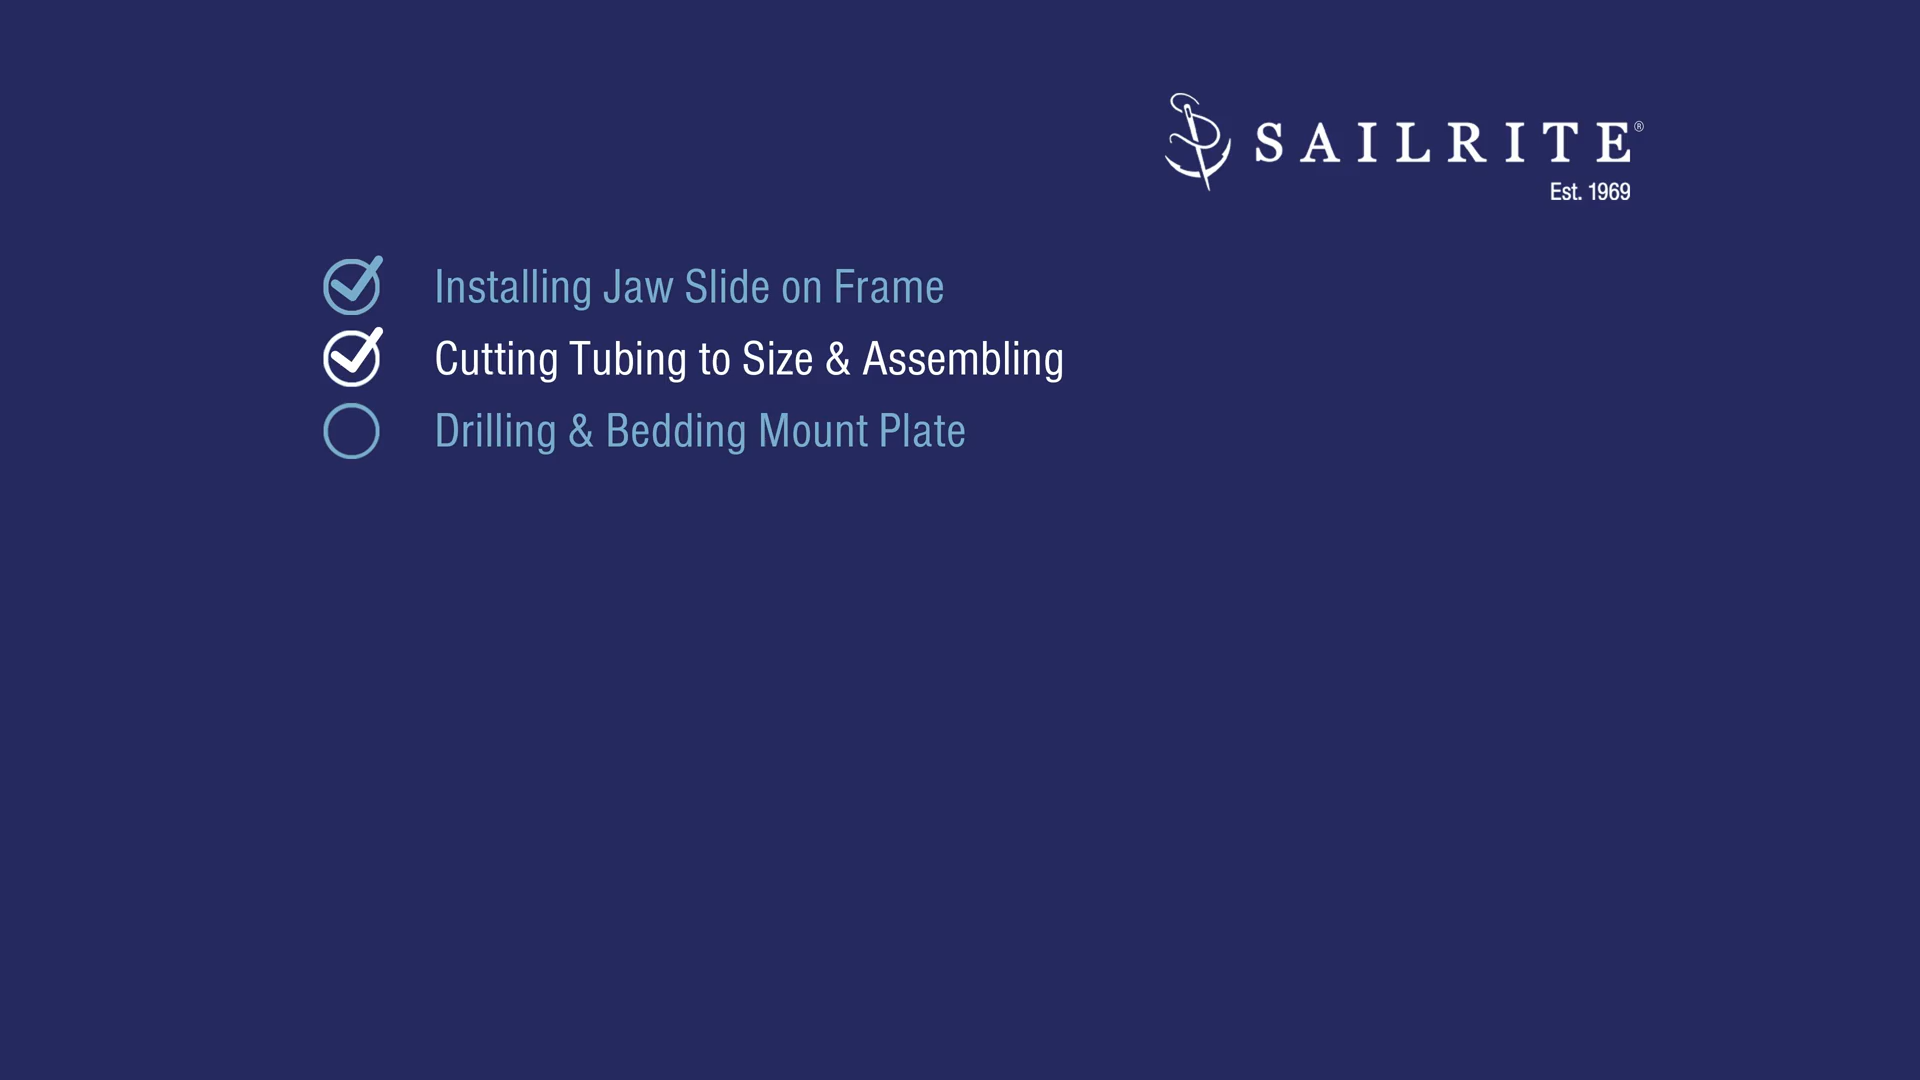 SAILRITE®
Est. 1969
Installing Jaw Slide on Frame
Cutting Tubing to Size & Assembling
Drilling & Bedding Mount Plate